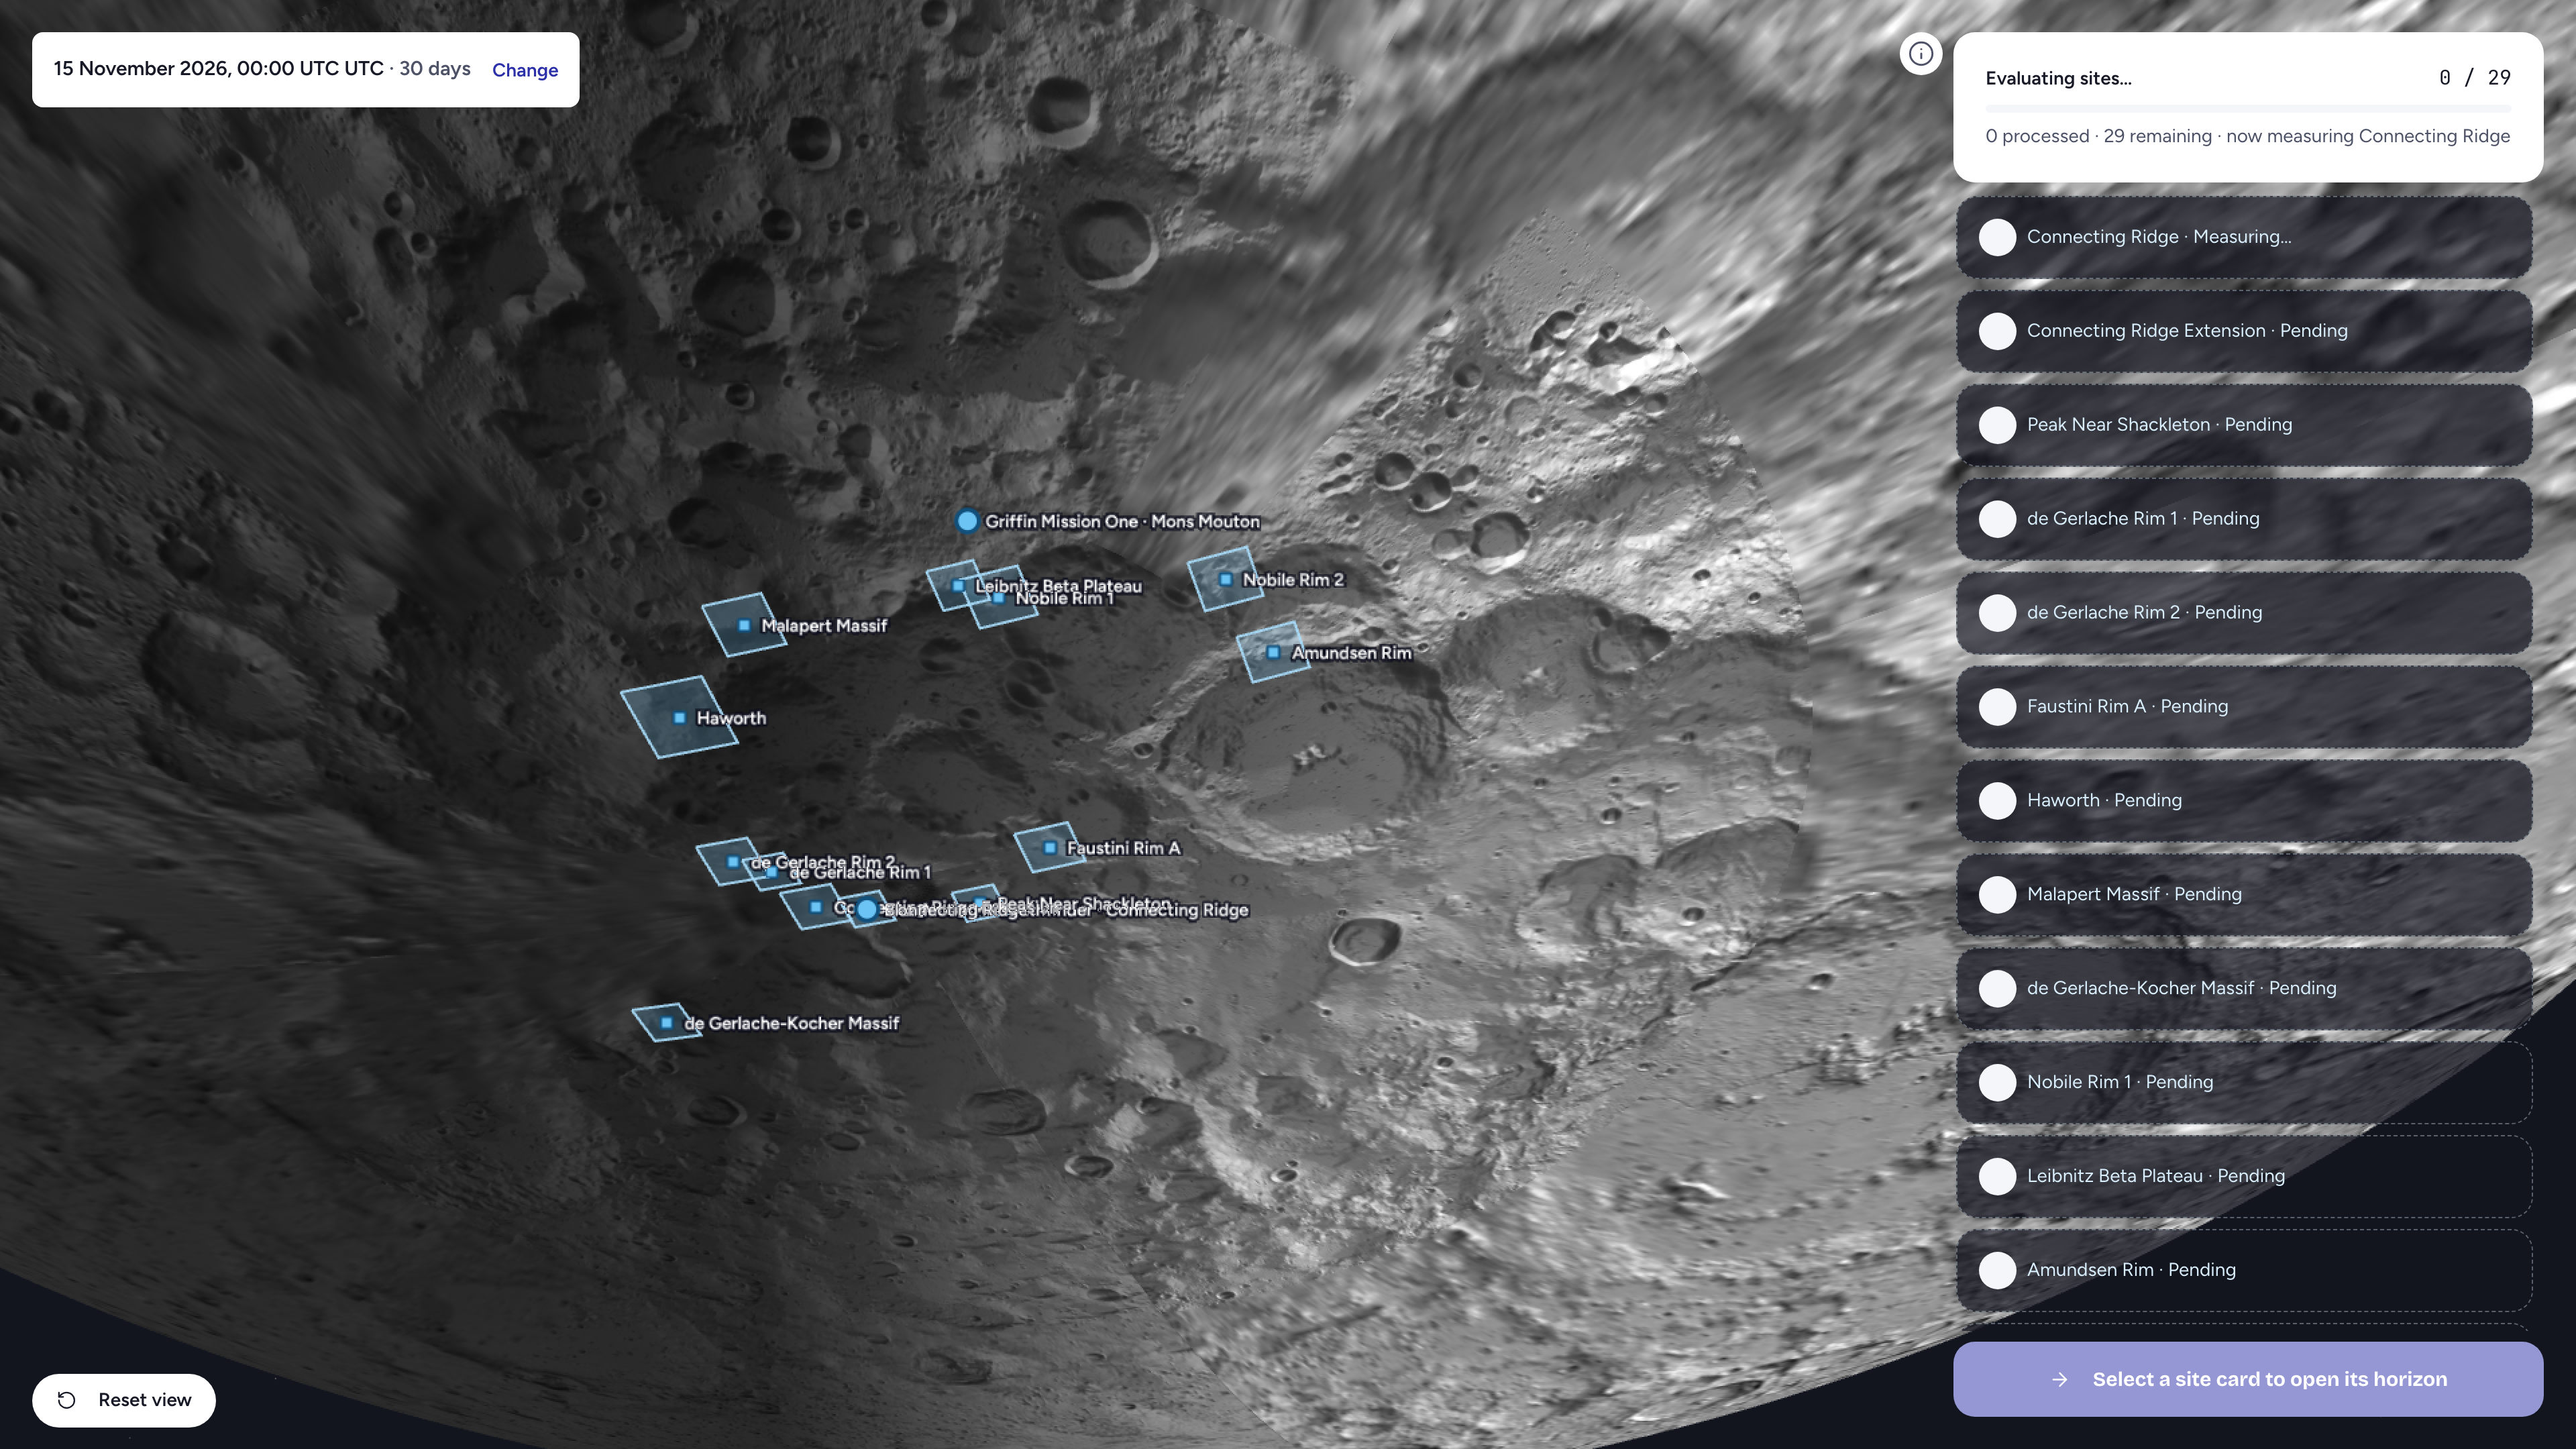 15 November 2026, 00:00 UTC UTC · 30 days Change
Evaluating sites... 0 / 29
0 processed · 29 remaining · now measuring Connecting Ridge
Connecting Ridge · Measuring...
Connecting Ridge Extension · Pending
Peak Near Shackleton · Pending
de Gerlache Rim 1 · Pending
de Gerlache Rim 2 · Pending
Faustini Rim A · Pending
Haworth · Pending
Malapert Massif · Pending
de Gerlache-Kocher Massif · Pending
Nobile Rim 1 · Pending
Leibnitz Beta Plateau · Pending
Amundsen Rim · Pending
Select a site card to open its horizon
Griffin Mission One · Mons Mouton
Leibnitz Beta Plateau
Nobile Rim 1
Nobile Rim 2
Malapert Massif
Amundsen Rim
Haworth
de Gerlache Rim 2
de Gerlache Rim 1
Faustini Rim A
Peak Near Shackleton
Connecting Ridge
de Gerlache-Kocher Massif
Reset view